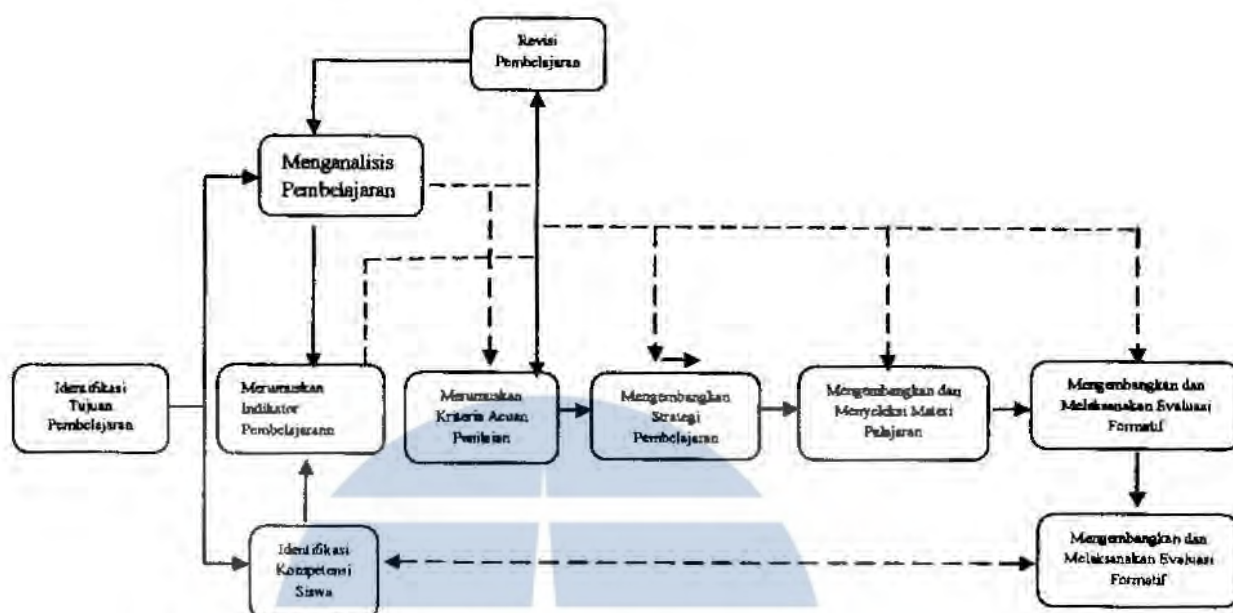 Revisi
Pembelajaran
Menganalisis
Pembelajaran
Identifikasi
Tujuan
Pembelajaran
Merumuskan
Indikator
Pembelajarann
Merumuskan
Kriteria Acuan
Penilaian
Mengembangkan
Strategi
Pembelajaran
Mengembangkan dan
Menyeleksi Materi
Pelajaran
Mengembangkan dan
Melaksanakan Evaluasi
Formatif
Identifikasi
Kompetensi
Siswa
Mengembangkan dan
Melaksanakan Evaluasi
Formatif